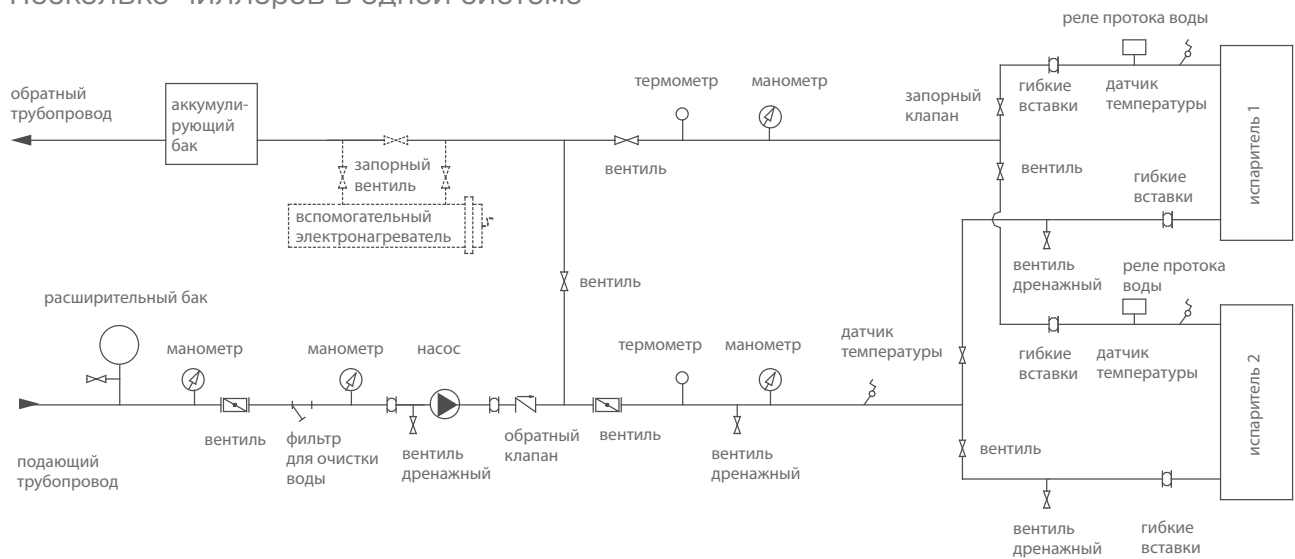 несколько чиллеров в одной системе
реле протока воды
обратный
трубопровод
аккумули-
рующий
бак
термометр
манометр
запорный
клапан
гибкие
вставки
датчик
температуры
испаритель 1
запорный
вентиль
вентиль
вентиль
гибкие
вставки
вспомогательный
электронагреватель
вентиль
дренажный
реле протока
воды
вентиль
расширительный бак
манометр
манометр
насос
термометр
манометр
датчик
температуры
гибкие
вставки
датчик
температуры
испаритель 2
вентиль
фильтр
для очистки
воды
вентиль
дренажный
обратный
клапан
вентиль
вентиль
дренажный
вентиль
подающий
трубопровод
вентиль
дренажный
гибкие
вставки